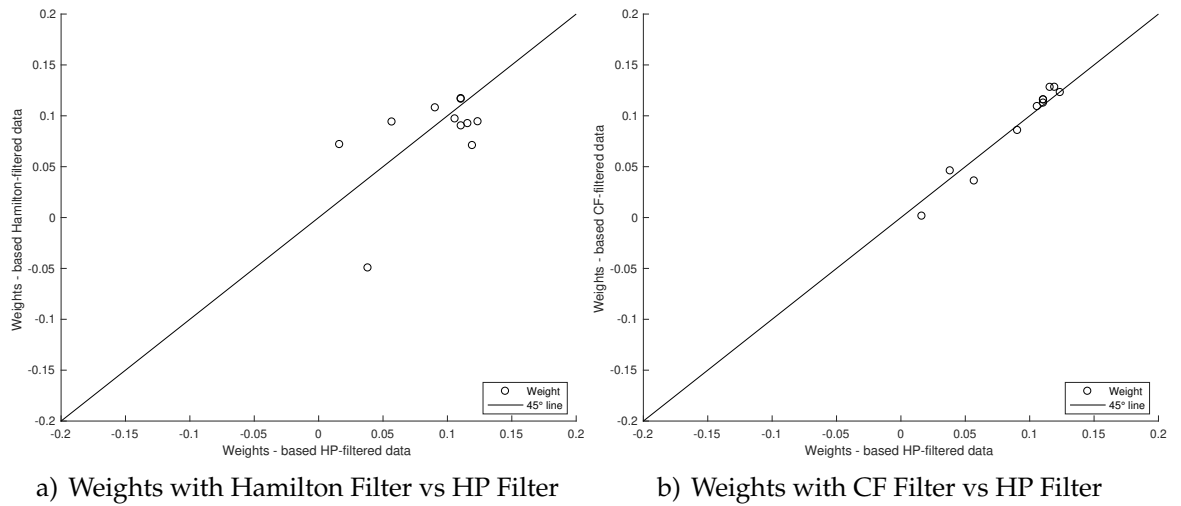 0.2
0.15
0.1
0.05
0
-0.05
-0.1
-0.15
-0.2
Weights - based Hamilton-filtered data
-0.2 -0.15 -0.1 -0.05 0 0.05 0.1 0.15 0.2
Weights - based HP-filtered data
Weight
45° line
a) Weights with Hamilton Filter vs HP Filter
0.2
0.15
0.1
0.05
0
-0.05
-0.1
-0.15
-0.2
Weights - based CF-filtered data
-0.2 -0.15 -0.1 -0.05 0 0.05 0.1 0.15 0.2
Weights - based HP-filtered data
Weight
45° line
b) Weights with CF Filter vs HP Filter